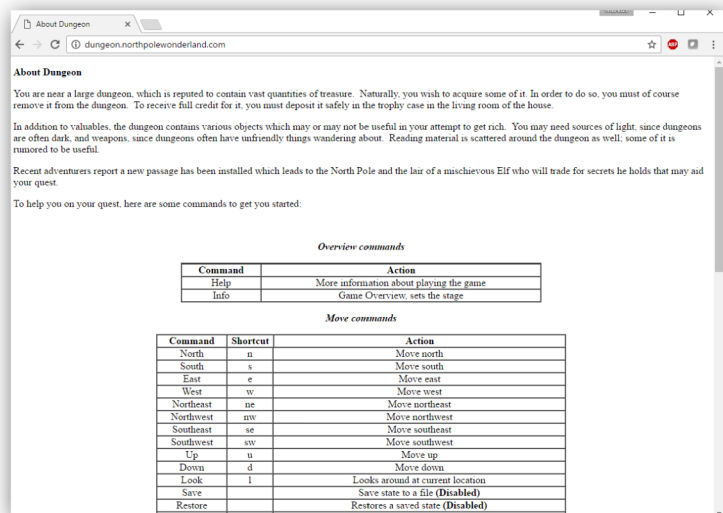 About Dungeon
dungeon.northpolewonderland.com
ABP
About Dungeon
You are near a large dungeon, which is reputed to contain vast quantities of treasure. Naturally, you wish to acquire some of it. In order to do so, you must of course
remove it from the dungeon. To receive full credit for it, you must deposit it safely in the trophy case in the living room of the house.
In addition to valuables, the dungeon contains various objects which may or may not be useful in your attempt to get rich. You may need sources of light, since dungeons
are often dark, and weapons, since dungeons often have unfriendly things wandering about. Reading material is scattered around the dungeon as well; some of it is
rumored to be useful.
Recent adventurers report a new passage has been installed which leads to the North Pole and the lair of a mischievous Elf who will trade for secrets he holds that may aid
your quest.
To help you on your quest, here are some commands to get you started:
Overview commands
Command Action
Help More information about playing the game
Info Game Overview, sets the stage
Move commands
Command Shortcut Action
North n Move north
South s Move south
East e Move east
West w Move west
Northeast ne Move northeast
Northwest nw Move northwest
Southeast se Move southeast
Southwest sw Move southwest
Up u Move up
Down d Move down
Look l Looks around at current location
Save Save state to a file (Disabled)
Restore Restores a saved state (Disabled)